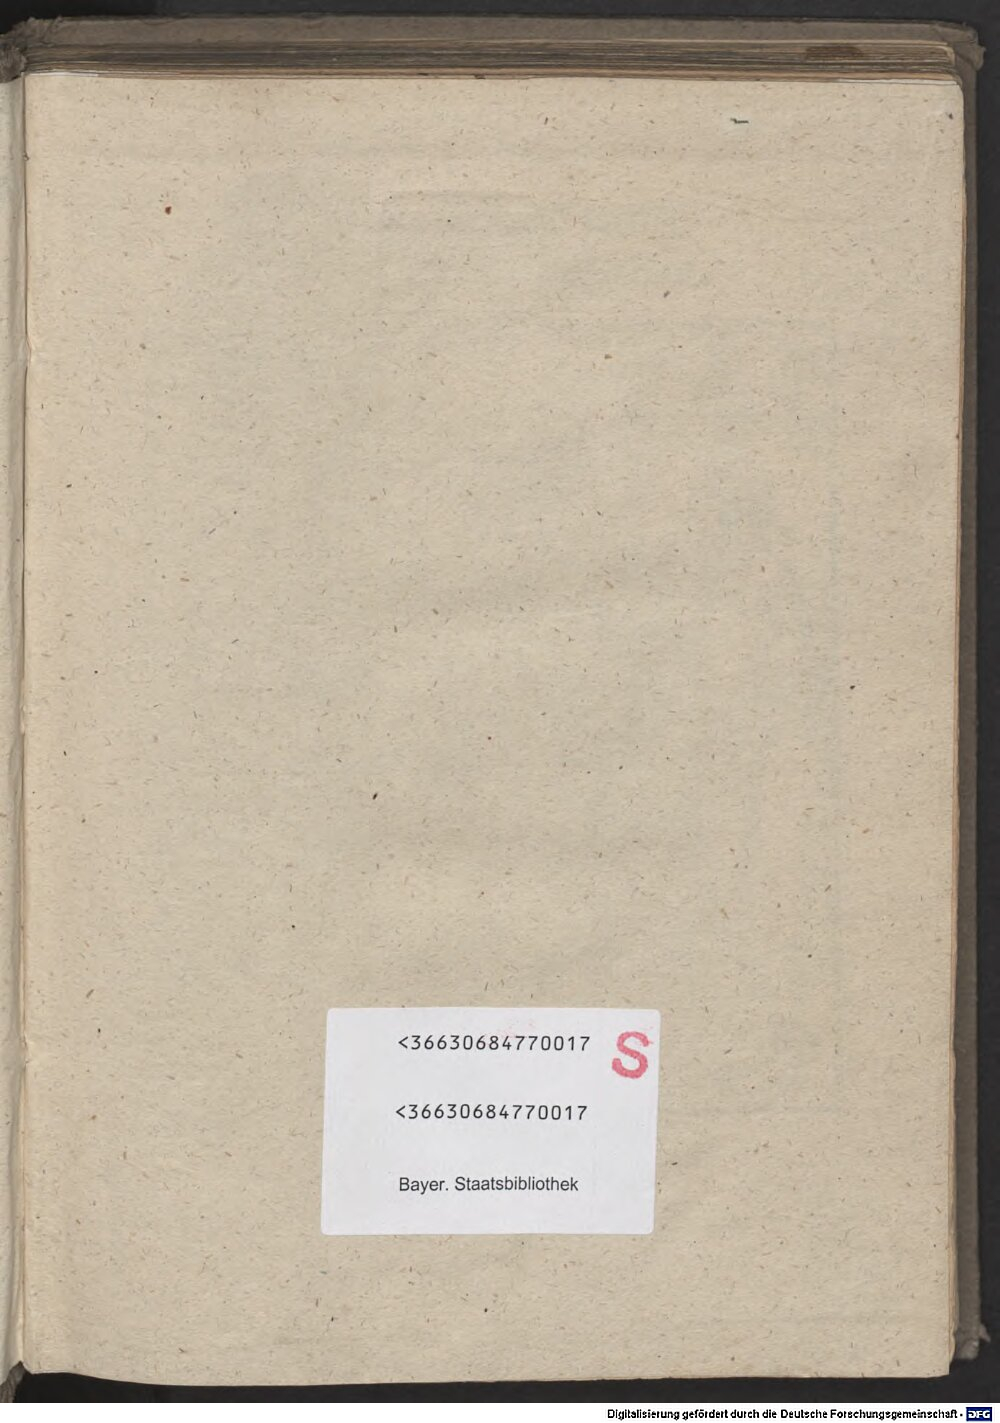 <36630684770017 S
<36630684770017
Bayer. Staatsbibliothek
Digitalisierung gefördert durch die Deutsche Forschungsgemeinschaft - DFG